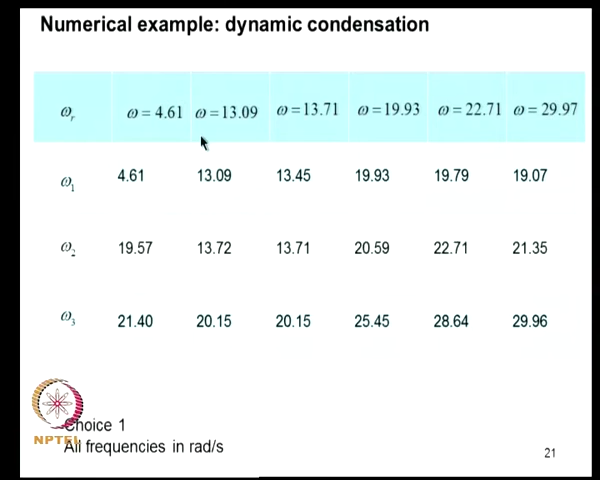 Numerical example: dynamic condensation
ωr ω = 4.61 ω = 13.09 ω = 13.71 ω = 19.93 ω = 22.71 ω = 29.97
ω1 4.61 13.09 13.45 19.93 19.79 19.07
ω2 19.57 13.72 13.71 20.59 22.71 21.35
ω3 21.40 20.15 20.15 25.45 28.64 29.96
Choice 1
NPTEL
All frequencies in rad/s
21